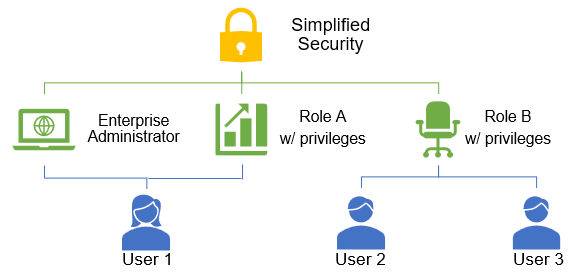 Simplified
Security
Enterprise
Administrator
Role A
w/ privileges
Role B
w/ privileges
User 1
User 2
User 3